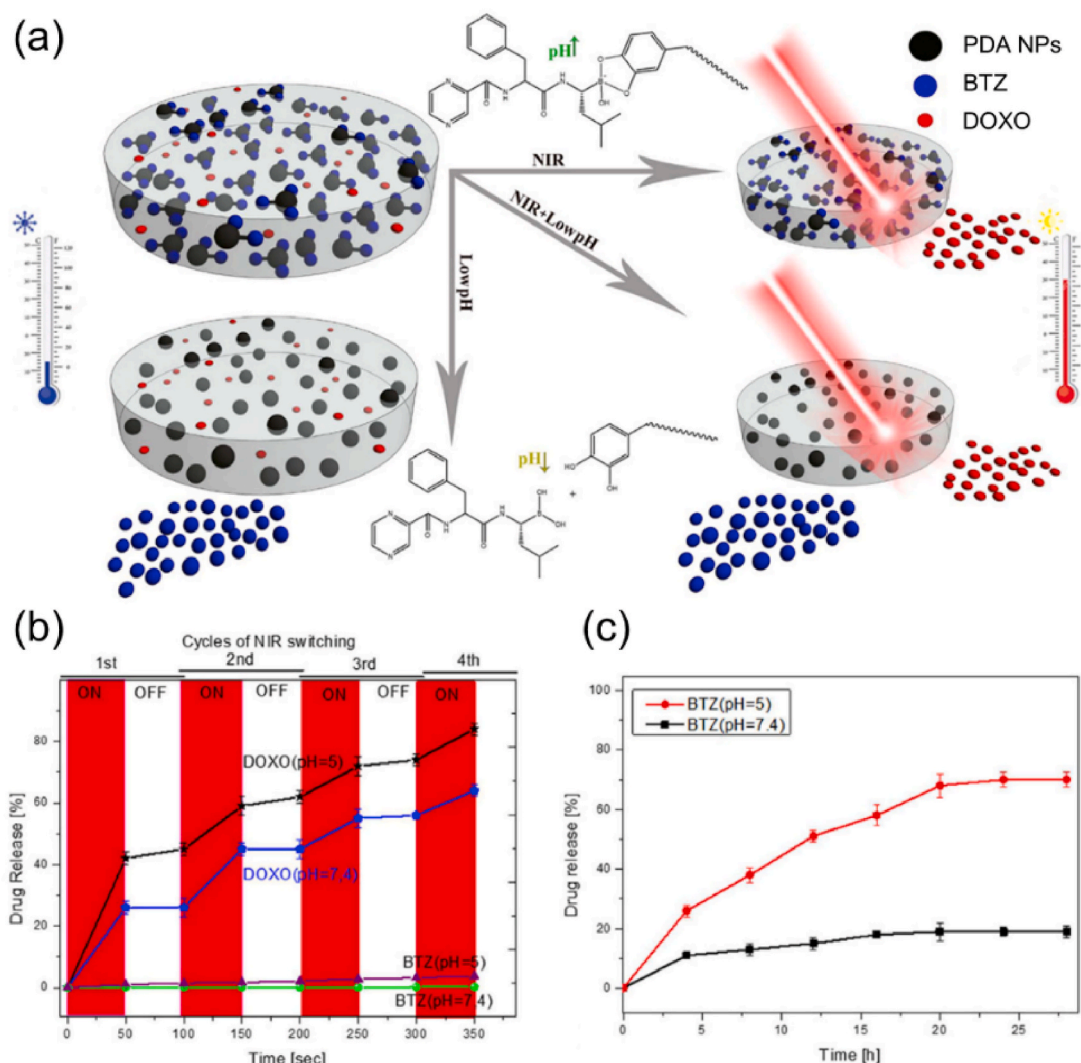 (a)
pH↑
PDA NPs
BTZ
DOXO
NIR
NIR+Low pH
Low pH
pH↓
+
(b)
Cycles of NIR switching
1st 2nd 3rd 4th
ON OFF ON OFF ON OFF ON
DOXO(pH=5)
DOXO(pH=7,4)
BTZ(pH=5)
BTZ(pH=7.4)
Drug Release [%]
80
60
40
20
0
0 50 100 150 200 250 300 350
Time [sec]
(c)
BTZ(pH=5)
BTZ(pH=7.4)
Drug release [%]
100
80
60
40
20
0
0 5 10 15 20 25
Time [h]